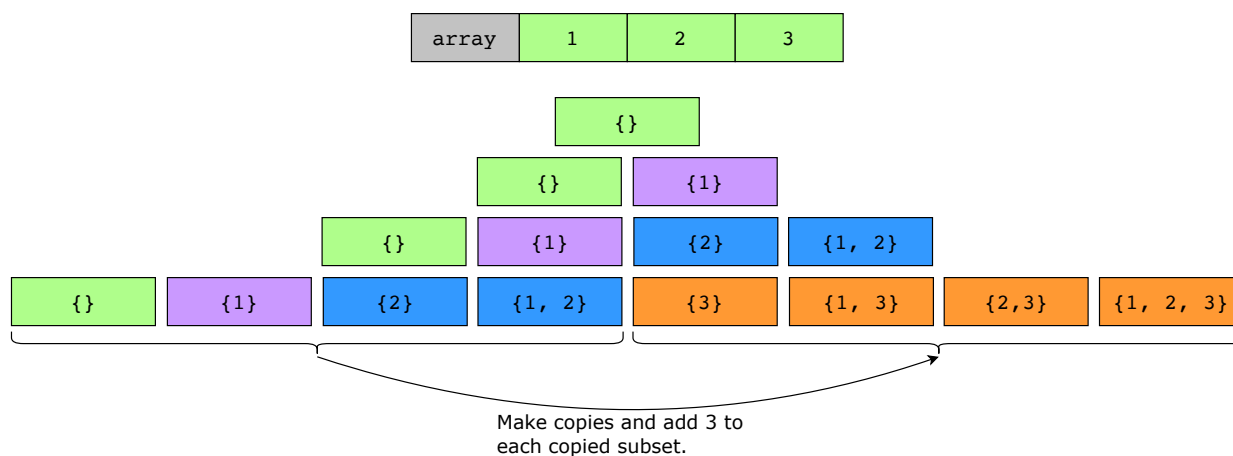 array 1 2 3
{}
{} {1}
{} {1} {2} {1, 2}
{} {1} {2} {1, 2} {3} {1, 3} {2,3} {1, 2, 3}
Make copies and add 3 to
each copied subset.